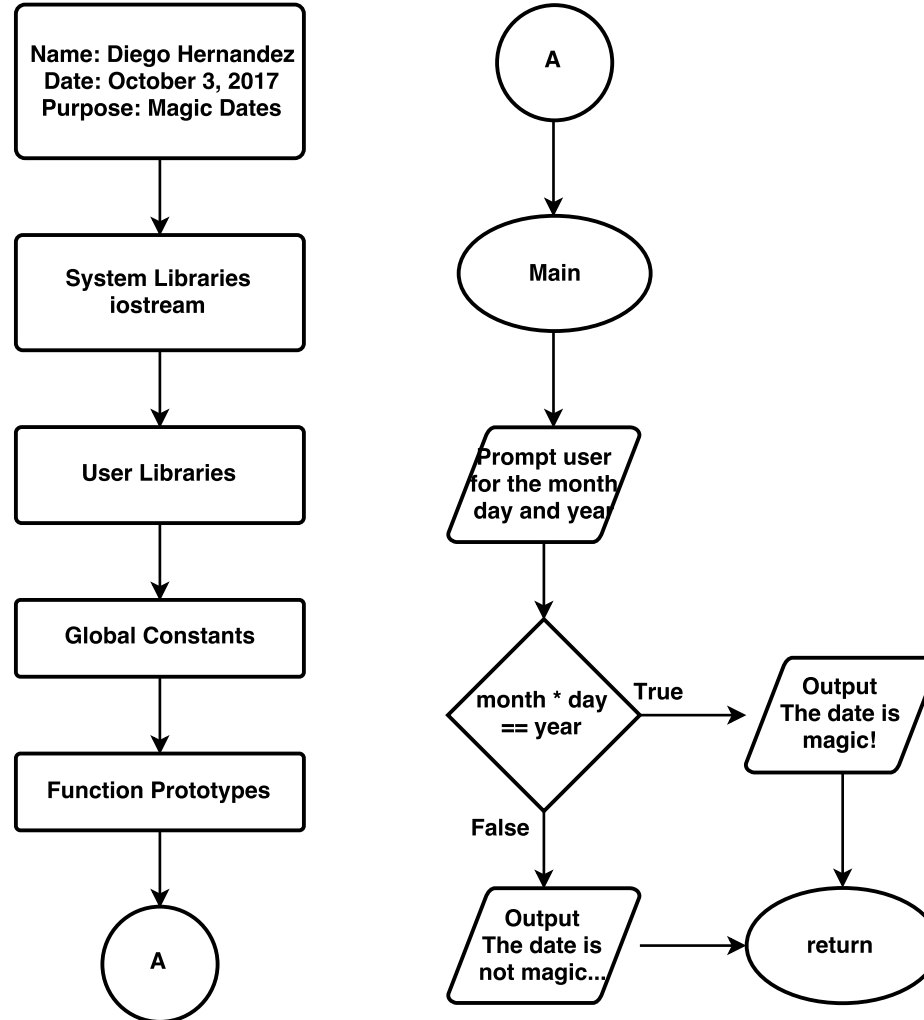 Name: Diego Hernandez
Date: October 3, 2017
Purpose: Magic Dates
System Libraries
iostream
User Libraries
Global Constants
Function Prototypes
A
A
Main
Prompt user
for the month
day and year
month * day
== year
True
False
Output
The date is
magic!
Output
The date is
not magic...
return